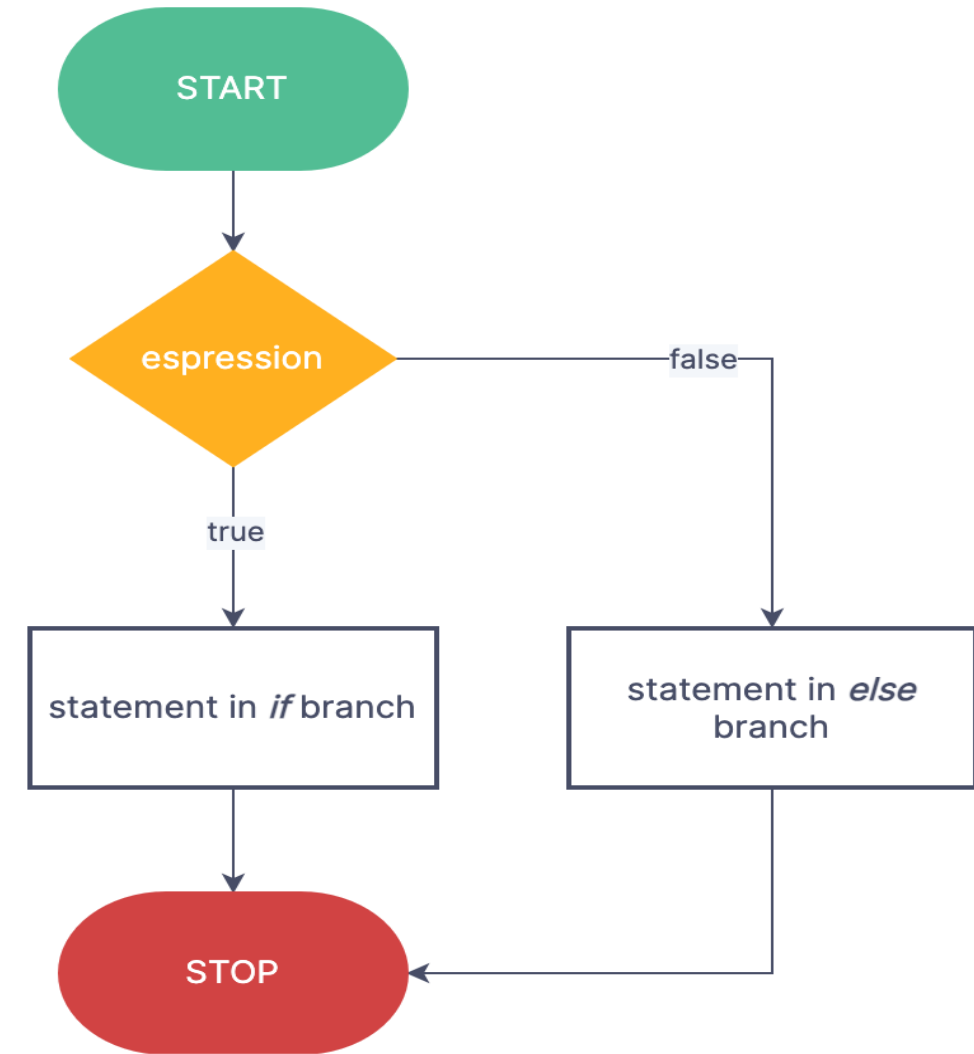 START
espression
false
true
statement in if branch
statement in else
branch
STOP